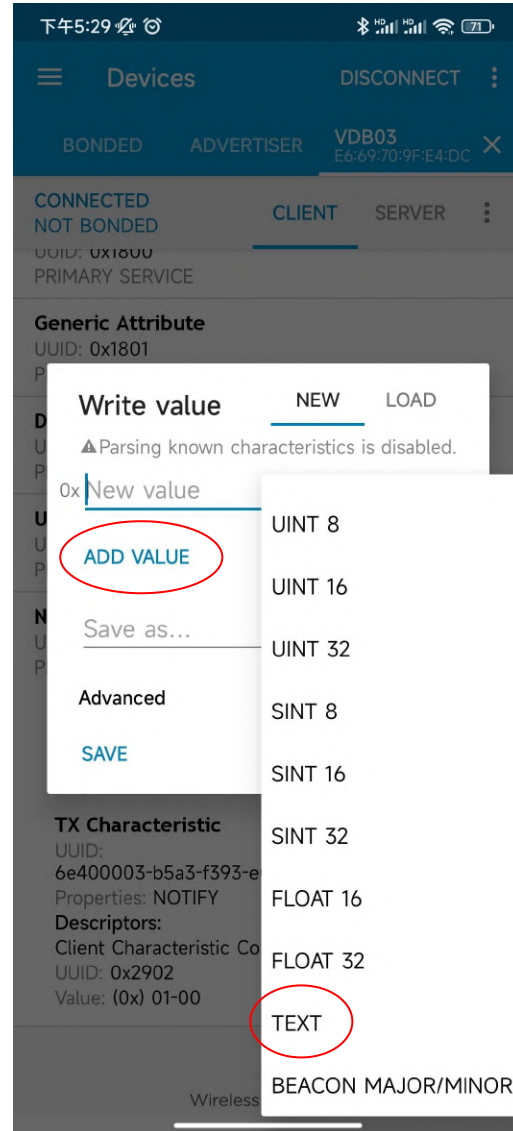 下午5:29
HD HD 71
Devices DISCONNECT
BONDED ADVERTISER VDB03
E6:69:70:9F:E4:DC
CONNECTED
NOT BONDED
CLIENT SERVER
UUID: 0x1800
PRIMARY SERVICE
Generic Attribute
UUID: 0x1801
P
Write value NEW LOAD
D
U
Parsing known characteristics is disabled.
P
0x New value
U
U
ADD VALUE
P
N
Save as...
U
P
Advanced
SAVE
UINT 8
UINT 16
UINT 32
SINT 8
SINT 16
SINT 32
FLOAT 16
FLOAT 32
TEXT
BEACON MAJOR/MINOR
TX Characteristic
UUID:
6e400003-b5a3-f393-e
Properties: NOTIFY
Descriptors:
Client Characteristic Co
UUID: 0x2902
Value: (0x) 01-00
Wireless